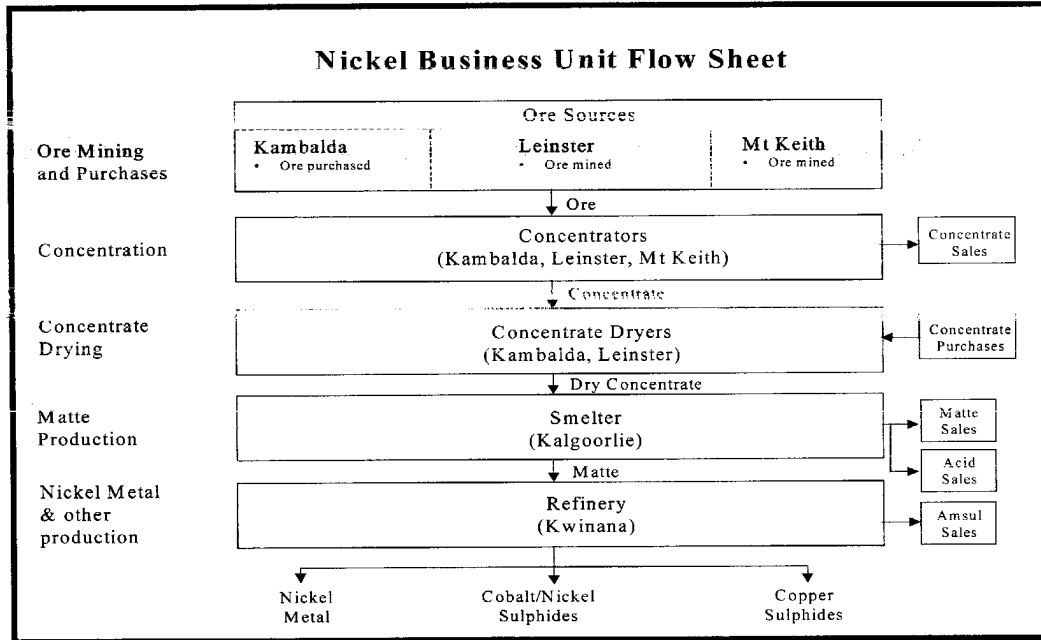 Nickel Business Unit Flow Sheet
Ore Sources
Ore Mining
and Purchases
Kambalda
• Ore purchased
Leinster
• Ore mined
Mt Keith
• Ore mined
Ore
Concentration
Concentrators
(Kambalda, Leinster, Mt Keith)
Concentrate
Sales
Concentrate
Concentrate
Drying
Concentrate Dryers
(Kambalda, Leinster)
Concentrate
Purchases
Dry Concentrate
Matte
Production
Smelter
(Kalgoorlie)
Matte
Sales
Acid
Sales
Matte
Nickel Metal
& other
production
Refinery
(Kwinana)
Amsul
Sales
Nickel
Metal
Cobalt/Nickel
Sulphides
Copper
Sulphides